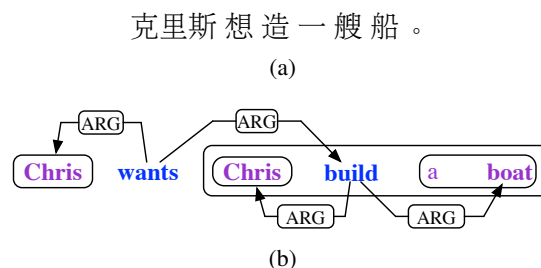 克里斯 想 造 一 艘 船 。
(a)
ARG ARG
Chris wants Chris build a boat
ARG ARG
(b)